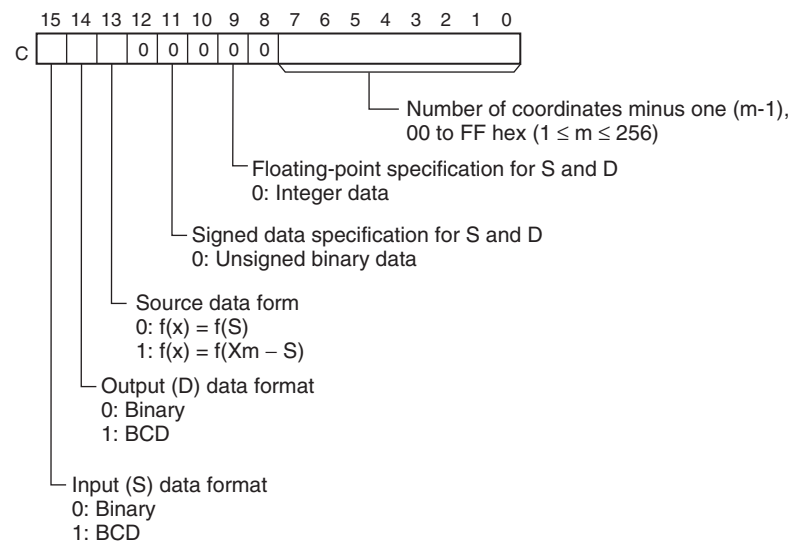 15 14 13 12 11 10 9 8 7 6 5 4 3 2 1 0
C 0 0 0 0 0
Number of coordinates minus one (m-1),
00 to FF hex (1 ≤ m ≤ 256)
Floating-point specification for S and D
0: Integer data
Signed data specification for S and D
0: Unsigned binary data
Source data form
0: f(x) = f(S)
1: f(x) = f(Xm − S)
Output (D) data format
0: Binary
1: BCD
Input (S) data format
0: Binary
1: BCD